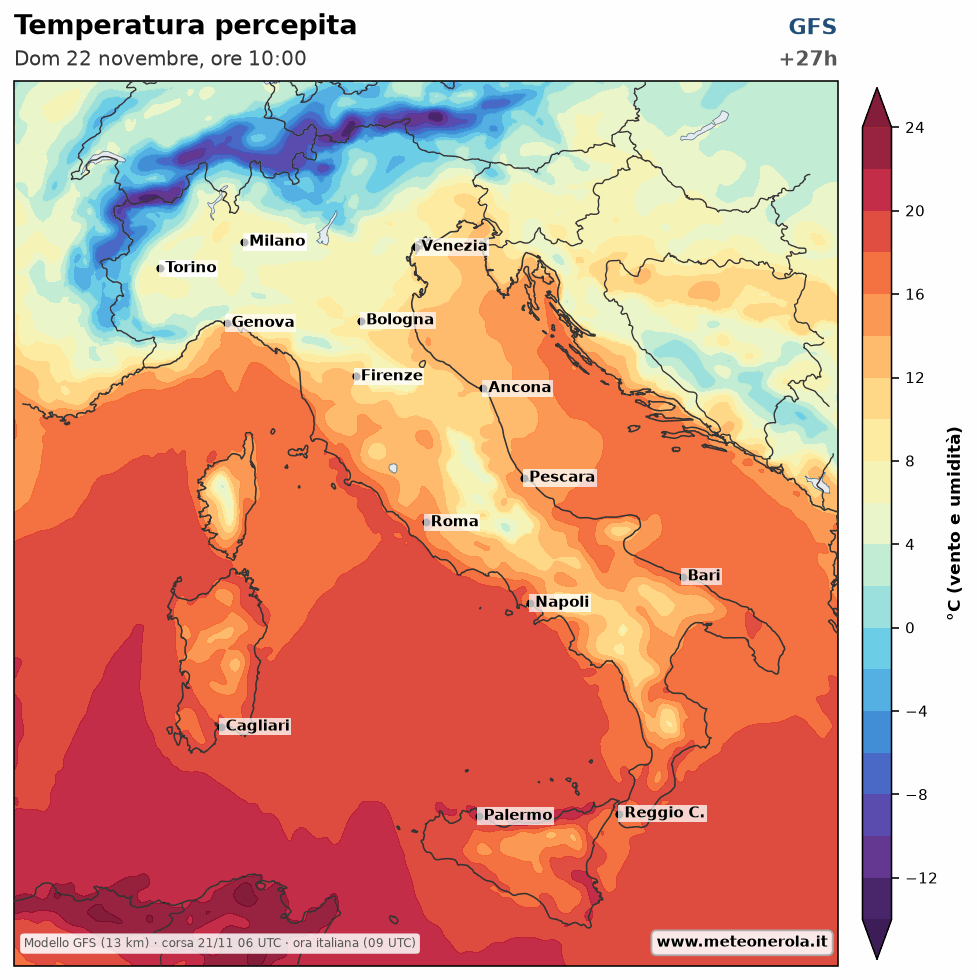 Temperatura percepita
GFS
Dom 22 novembre, ore 10:00
+27h
Milano
Venezia
Torino
Genova
Bologna
Firenze
Ancona
Pescara
Roma
Bari
Napoli
Cagliari
Palermo
Reggio C.
24
20
16
12
8
4
0
−4
−8
−12
°C (vento e umidità)
Modello GFS (13 km) · corsa 21/11 06 UTC · ora italiana (09 UTC)
www.meteonerola.it